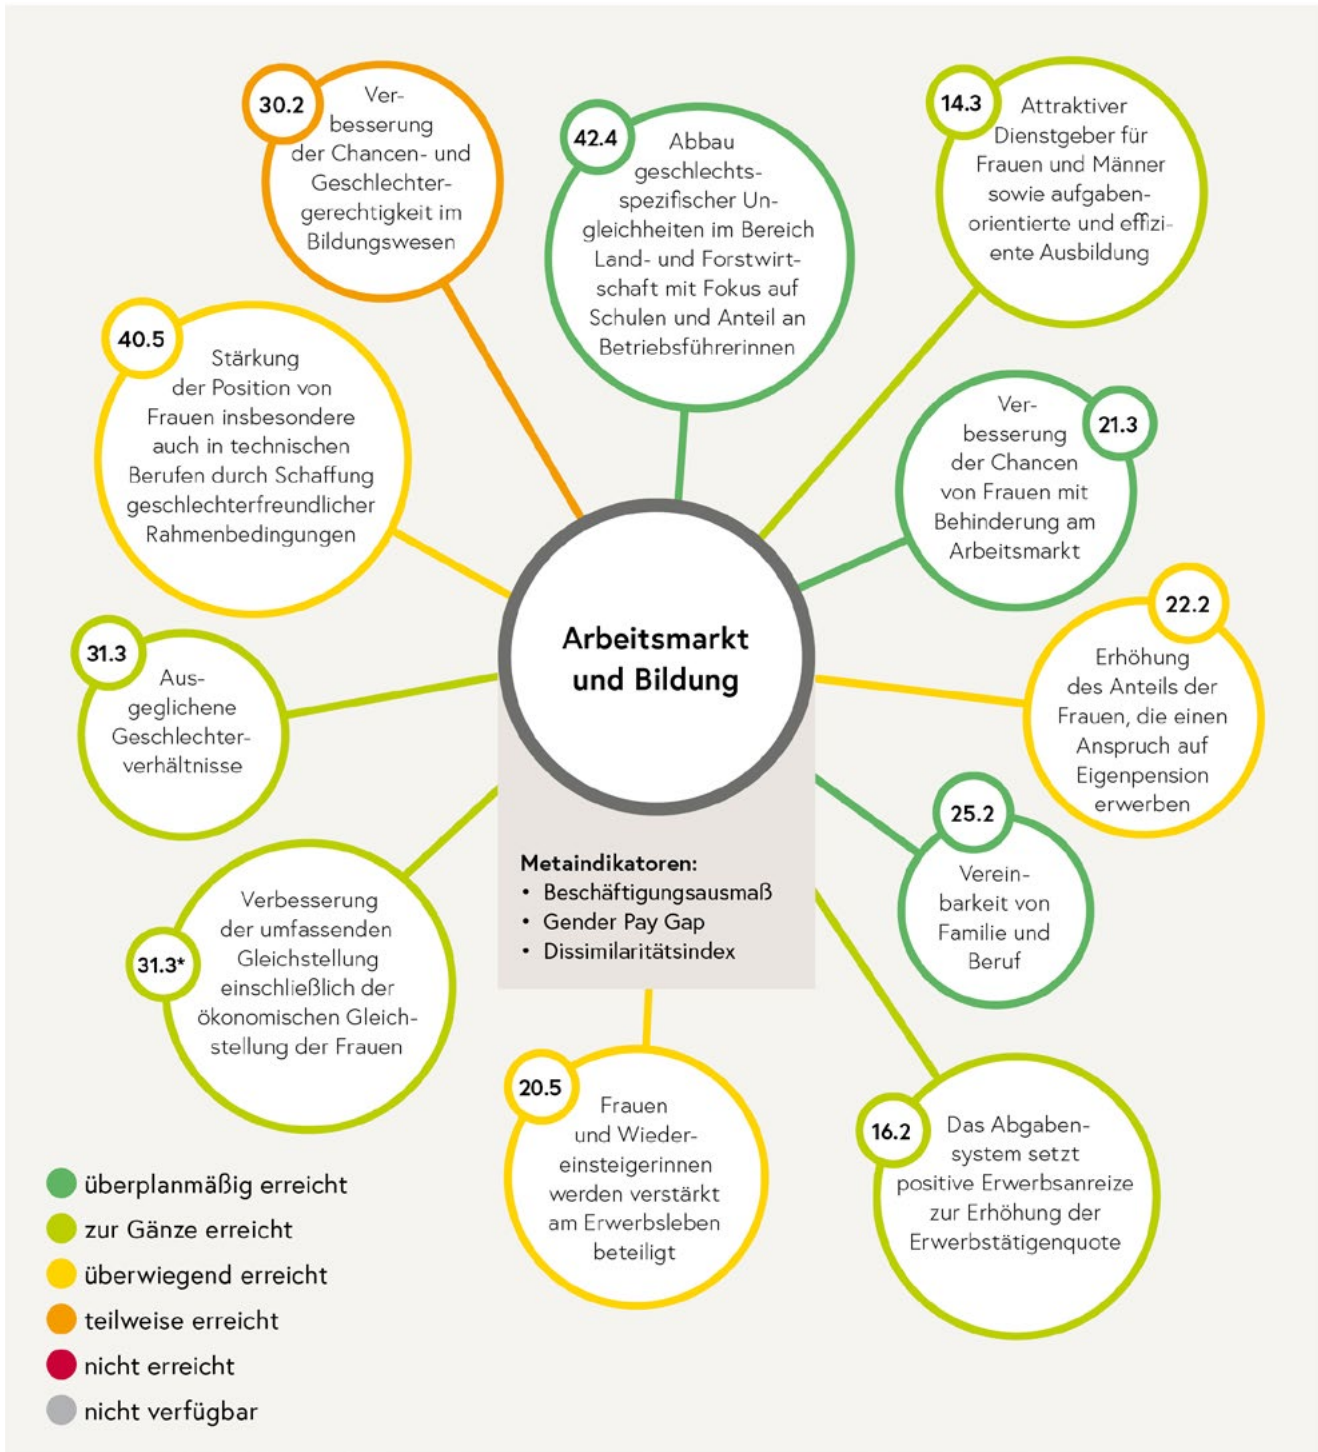 30.2
Ver-
besserung
der Chancen- und
Geschlechter-
gerechtigkeit im
Bildungswesen
42.4
Abbau
geschlechts-
spezifischer Un-
gleichheiten im Bereich
Land- und Forstwirt-
schaft mit Fokus auf
Schulen und Anteil an
Betriebsführerinnen
14.3
Attraktiver
Dienstgeber für
Frauen und Männer
sowie aufgaben-
orientierte und effizi-
ente Ausbildung
40.5
Stärkung
der Position von
Frauen insbesondere
auch in technischen
Berufen durch Schaffung
geschlechterfreundlicher
Rahmenbedingungen
21.3
Ver-
besserung
der Chancen
von Frauen mit
Behinderung am
Arbeitsmarkt
Arbeitsmarkt
und Bildung
22.2
Erhöhung
des Anteils der
Frauen, die einen
Anspruch auf
Eigenpension
erwerben
31.3
Aus-
geglichene
Geschlechter-
verhältnisse
25.2
Verein-
barkeit von
Familie und
Beruf
Metaindikatoren:
• Beschäftigungsausmaß
• Gender Pay Gap
• Dissimilaritätsindex
31.3*
Verbesserung
der umfassenden
Gleichstellung
einschließlich der
ökonomischen Gleich-
stellung der Frauen
20.5
Frauen
und Wieder-
einsteigerinnen
werden verstärkt
am Erwerbsleben
beteiligt
16.2
Das Abgaben-
system setzt
positive Erwerbsanreize
zur Erhöhung der
Erwerbstätigenquote
überplanmäßig erreicht
zur Gänze erreicht
überwiegend erreicht
teilweise erreicht
nicht erreicht
nicht verfügbar